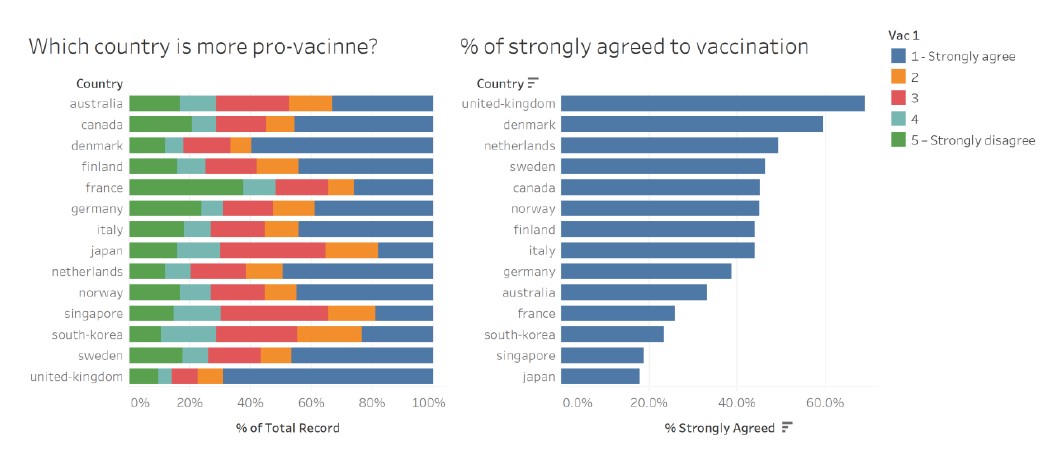 Which country is more pro-vacinne?
Country
australia
canada
denmark
finland
france
germany
italy
japan
netherlands
norway
singapore
south-korea
sweden
united-kingdom
0% 20% 40% 60% 80% 100%
% of Total Record
% of strongly agreed to vaccination
Country
united-kingdom
denmark
netherlands
sweden
canada
norway
finland
italy
germany
australia
france
south-korea
singapore
japan
0.0% 20.0% 40.0% 60.0%
% Strongly Agreed
Vac 1
1 - Strongly agree
2
3
4
5 – Strongly disagree